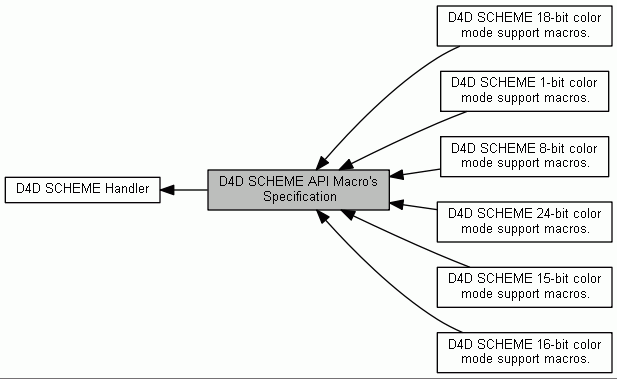 D4D SCHEME 18-bit color
mode support macros.
D4D SCHEME 1-bit color
mode support macros.
D4D SCHEME 8-bit color
mode support macros.
D4D SCHEME API Macro's
Specification
D4D SCHEME Handler
D4D SCHEME 24-bit color
mode support macros.
D4D SCHEME 15-bit color
mode support macros.
D4D SCHEME 16-bit color
mode support macros.